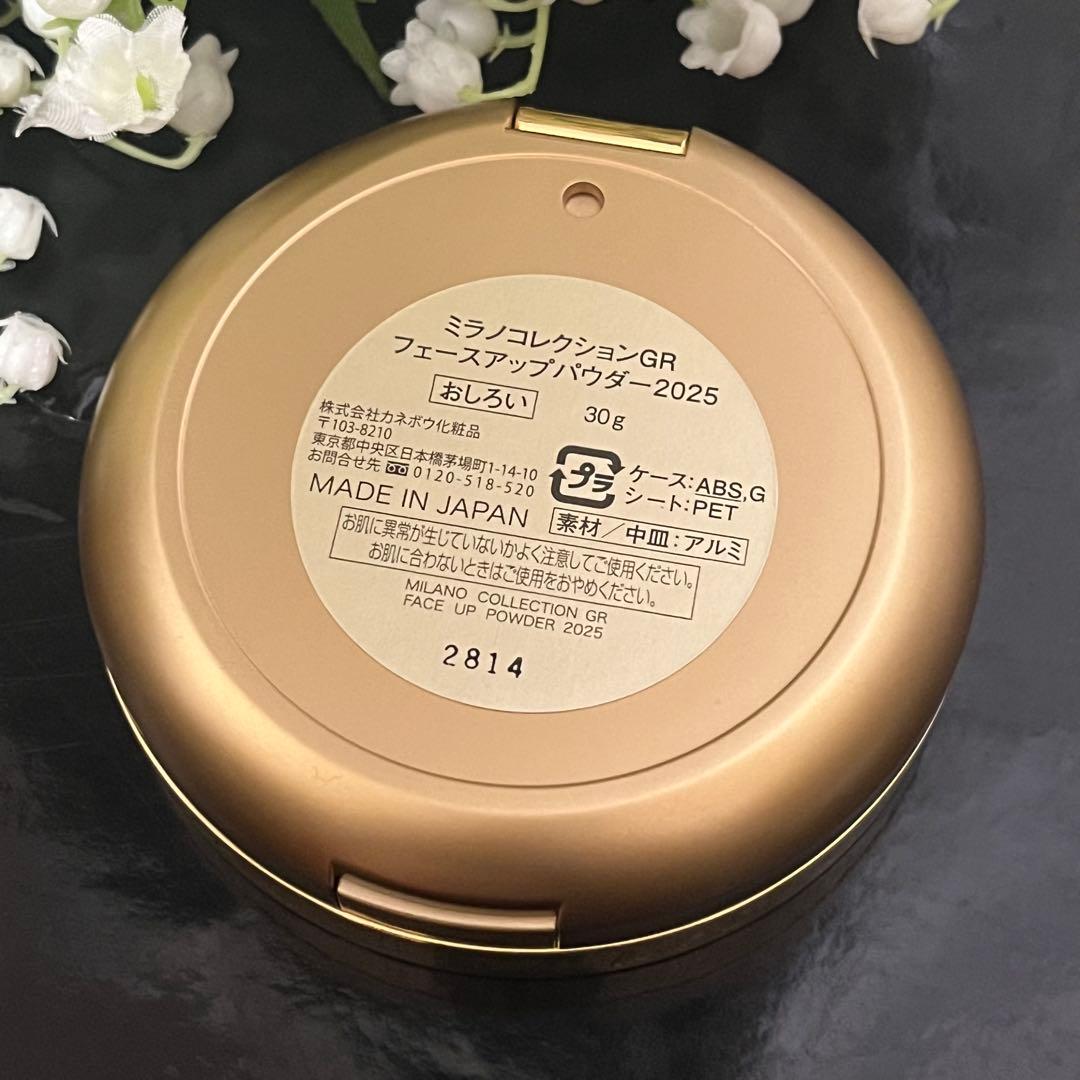 ミラノコレクションGR
フェースアップパウダー2025
おしろい 30g
株式会社カネボウ化粧品
〒103-8210
東京都中央区日本橋茅場町1-14-10
お問合せ先 0120-518-520
MADE IN JAPAN
プラ
ケース:ABS,G
シート:PET
素材/中皿:アルミ
お肌に異常が生じていないかよく注意してご使用ください。
お肌に合わないときはご使用をおやめください。
MILANO COLLECTION GR
FACE UP POWDER 2025
2814